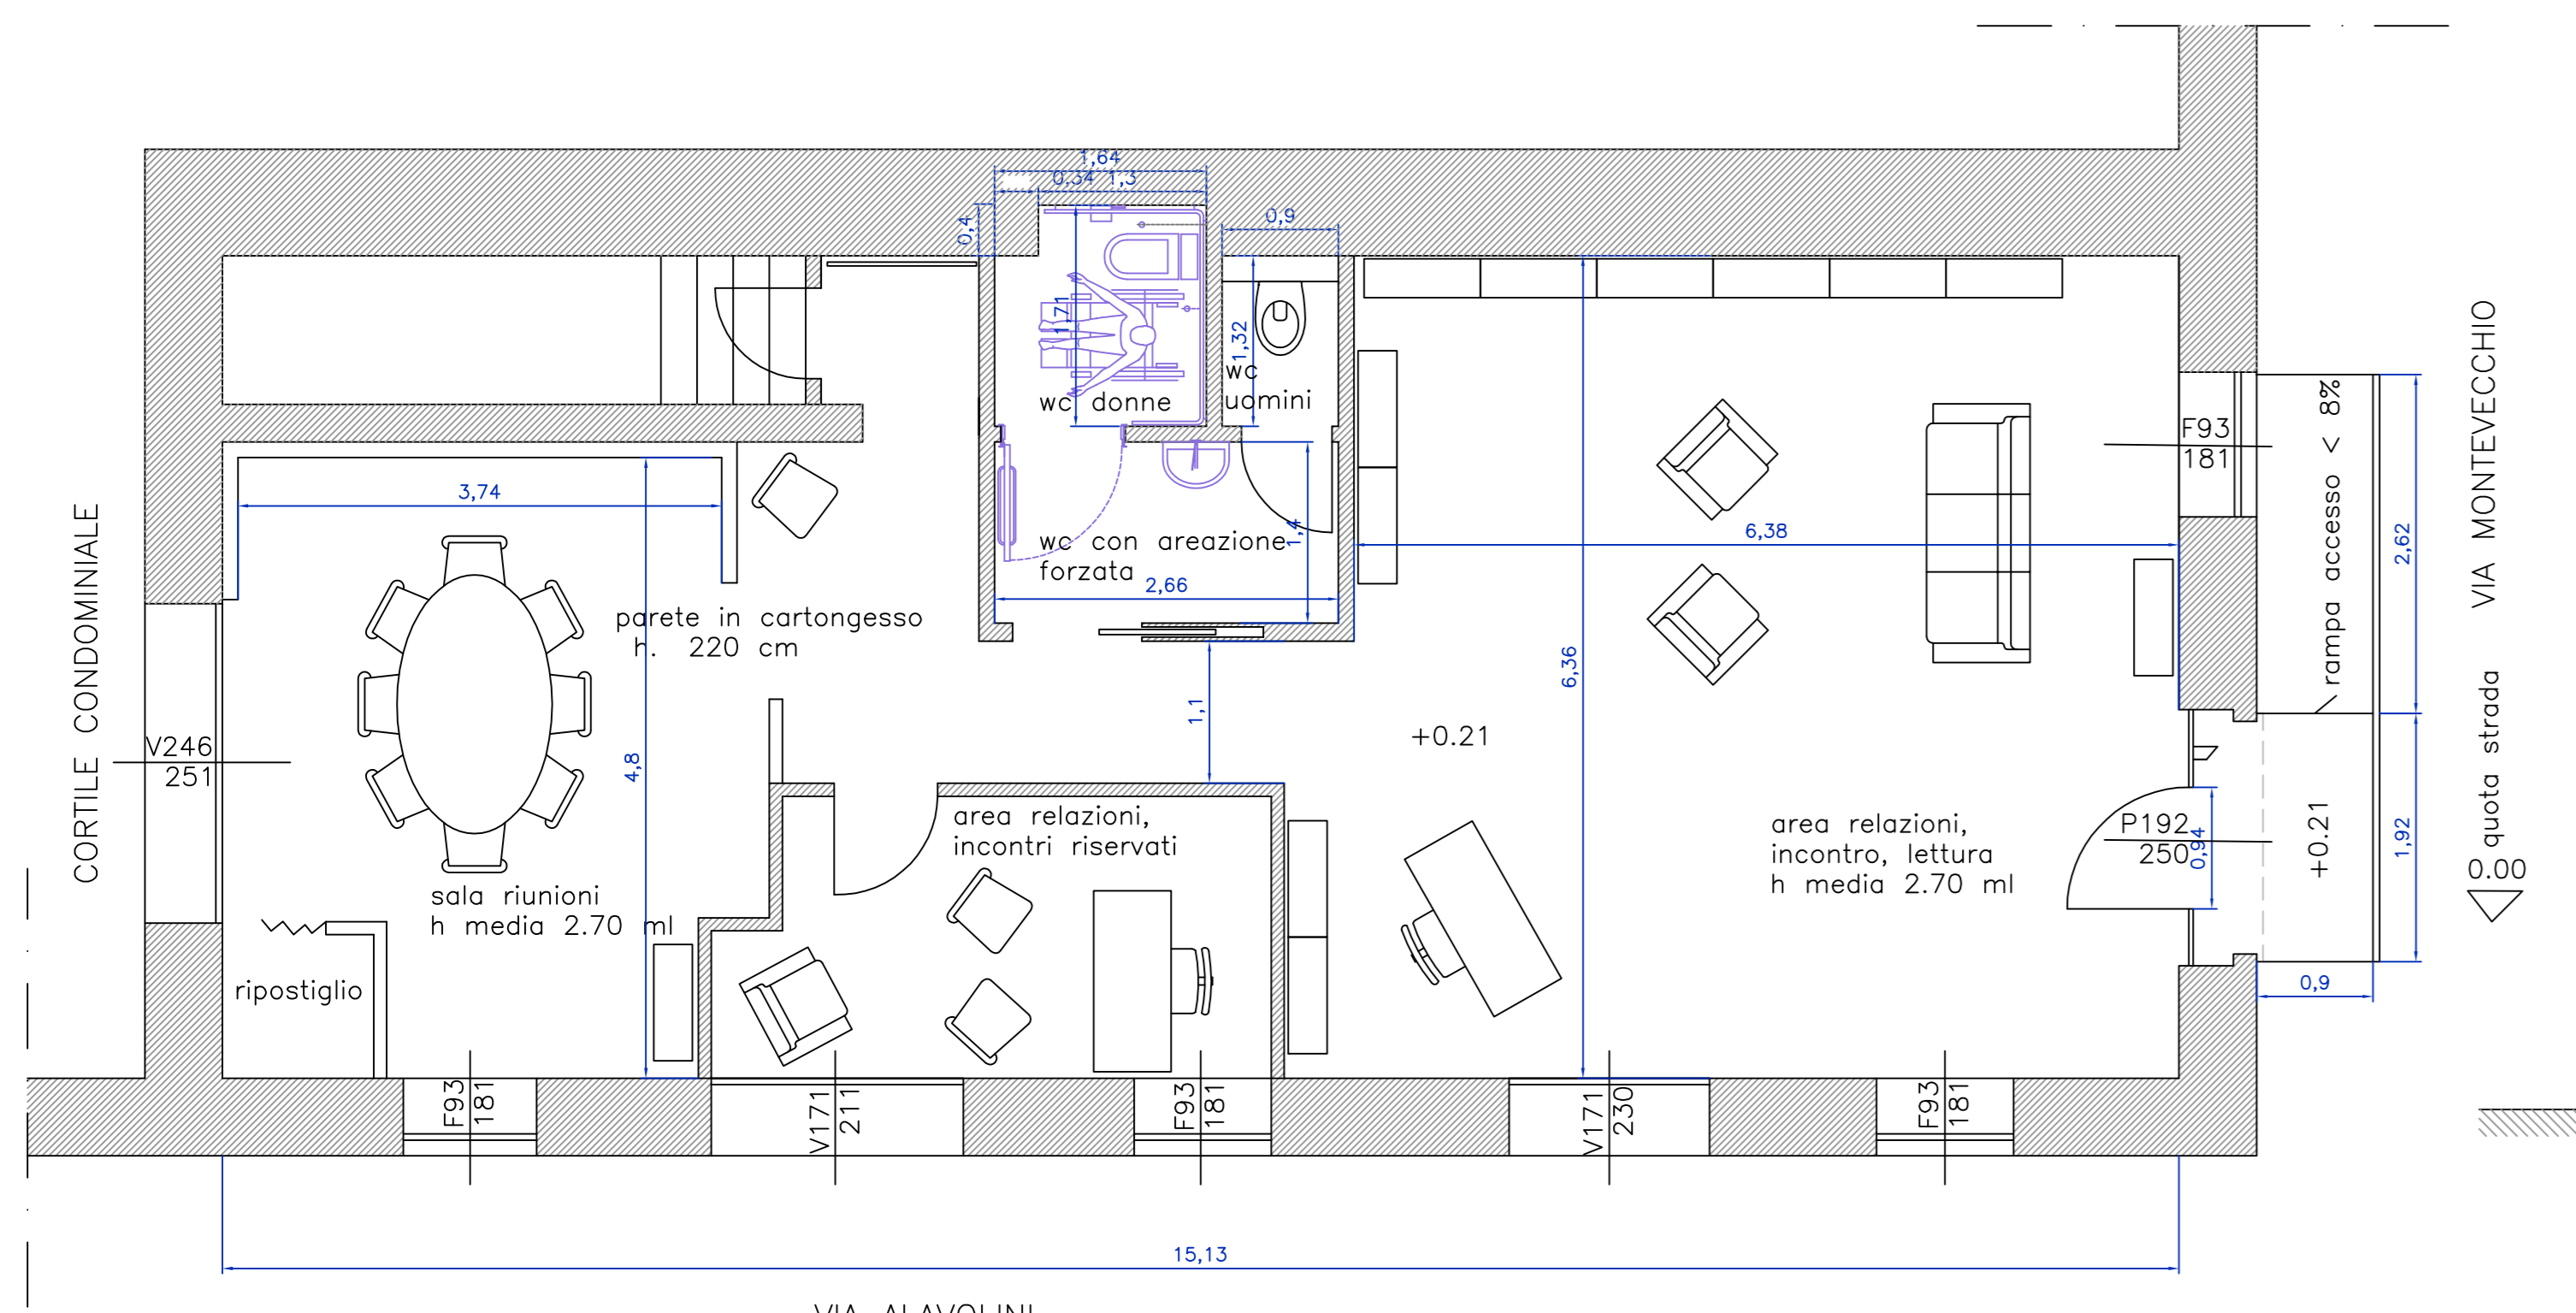 1,64
0,34 1,3
0,4
0,9
1,71
1,32
wc donne
wc
uomini
F93
181
rampa accesso < 8%
VIA MONTEVECCHIO
2,62
3,74
wc con areazione
forzata
1,4
2,66
6,38
CORTILE CONDOMINIALE
parete in cartongesso
h. 220 cm
6,36
1,1
+0.21
V246
251
4,8
area relazioni,
incontri riservati
area relazioni,
incontro, lettura
h media 2.70 ml
P192
250
0,94
+0.21
1,92
quota strada
0.00
sala riunioni
h media 2.70 ml
ripostiglio
0,9
F93
181
V171
211
F93
181
V171
230
F93
181
15,13
VIA ALAVOLINI